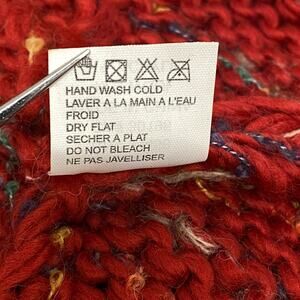 HAND WASH COLD
LAVER A LA MAIN A L'EAU
FROID
DRY FLAT
SECHER A PLAT
DO NOT BLEACH
NE PAS JAVELLISER